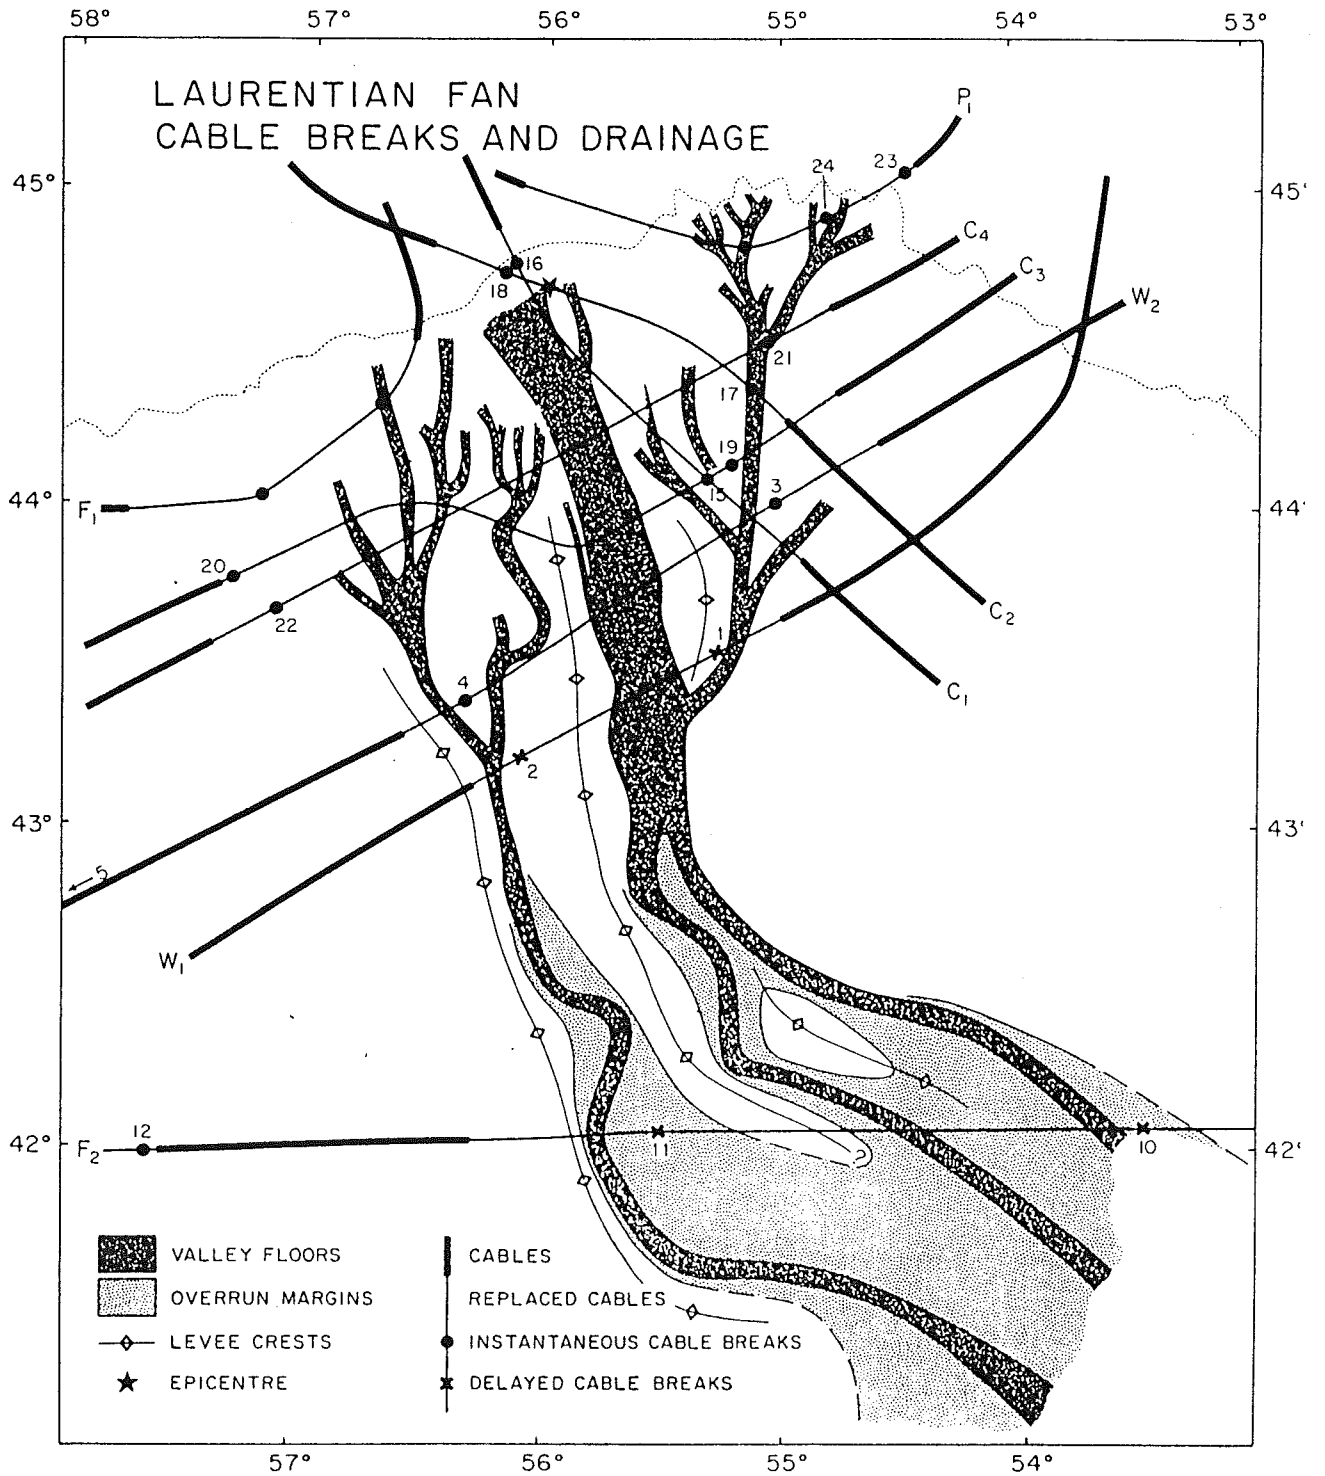 58° 57° 56° 55° 54° 53°
LAURENTIAN FAN
CABLE BREAKS AND DRAINAGE
P1
24 23
45° 45'
C4
16
C3
18
W2
21
17
19
15 3
44° 44'
F1
20
C2
22
1
4
C1
2
43° 43'
5
W1
12
42° 42'
F2
11 10
?
VALLEY FLOORS
OVERRUN MARGINS
LEVEE CRESTS
EPICENTRE
CABLES
REPLACED CABLES
INSTANTANEOUS CABLE BREAKS
DELAYED CABLE BREAKS
57° 56° 55° 54°